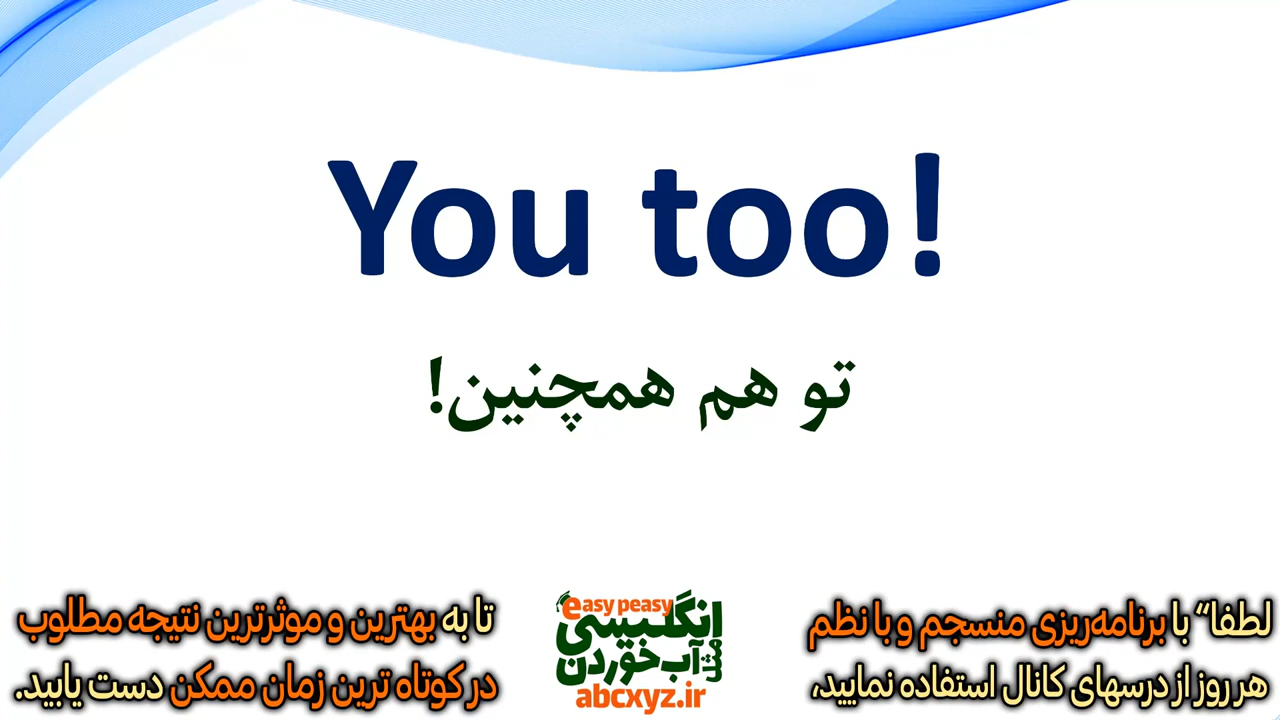 You too!
تو هم همچنین!
لطفا“ با برنامه‌ریزی منسجم و با نظم
هر روز از درسهای کانال استفاده نمایید،
easy peasy
انگلیسی
مثل آب خوردن
abcxyz.ir
تا به بهترین و موثرترین نتیجه مطلوب
در کوتاه ترین زمان ممکن دست یابید.